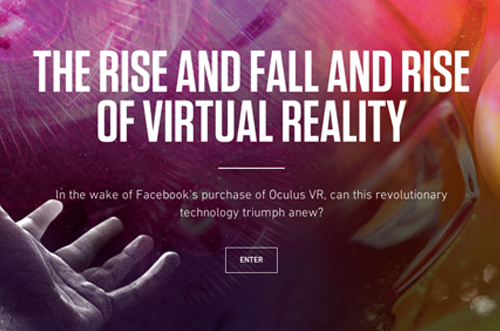 THE RISE AND FALL AND RISE
OF VIRTUAL REALITY
In the wake of Facebook's purchase of Oculus VR, can this revolutionary
technology triumph anew?
ENTER